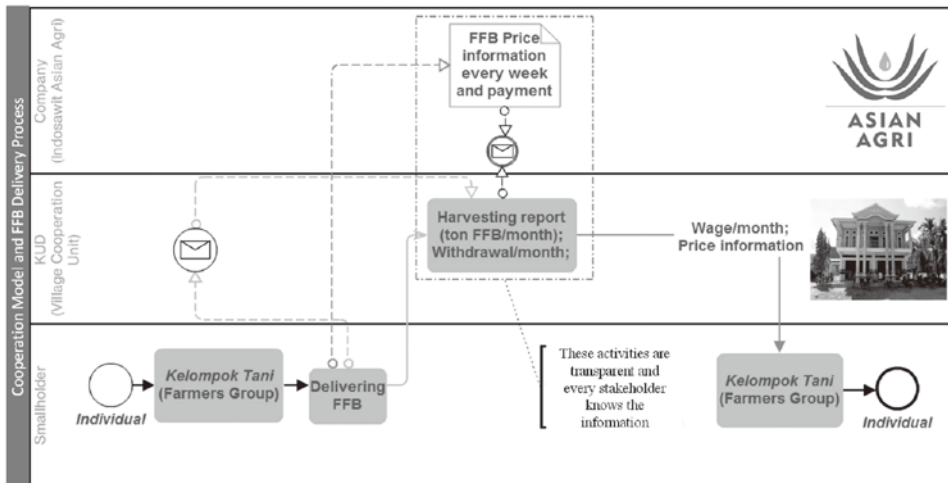 Cooperation Model and FFB Delivery Process
Company
(Indosawit Asian Agri)
FFB Price
information
every week
and payment
ASIAN
AGRI
KUD
(Village Cooperation
Unit)
Harvesting report
(ton FFB/month);
Withdrawal/month;
Wage/month;
Price information
Smallholder
Individual
Kelompok Tani
(Farmers Group)
Delivering
FFB
These activities are
transparent and
every stakeholder
knows the
information
Kelompok Tani
(Farmers Group)
Individual